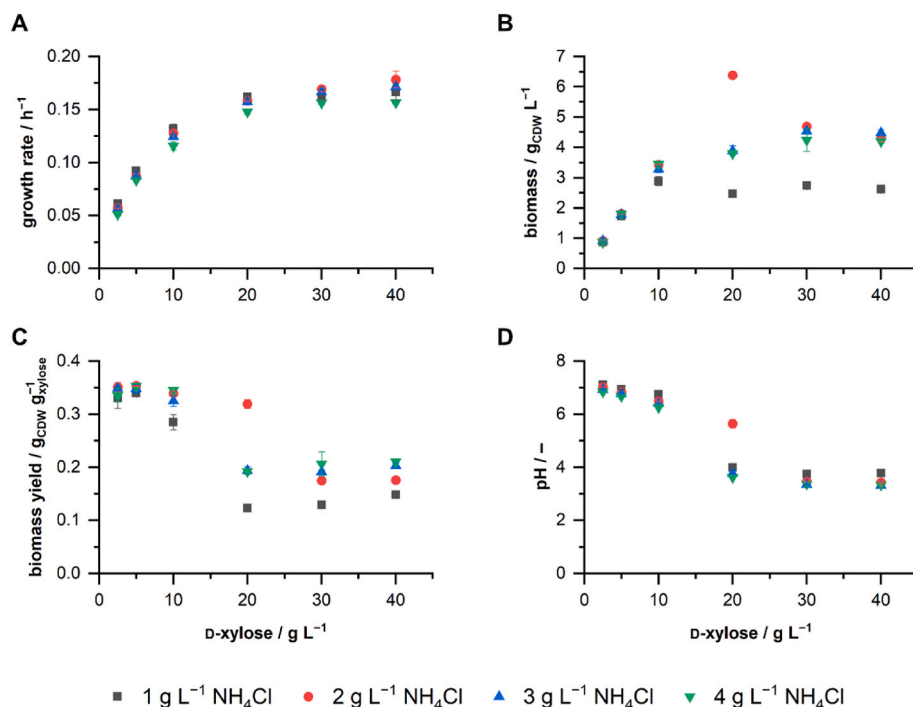 A
B
growth rate / h⁻¹
0.20
0.15
0.10
0.05
0.00
0 10 20 30 40
biomass / gCDW L⁻¹
7
6
5
4
3
2
1
0
0 10 20 30 40
C
D
biomass yield / gCDW g⁻¹xylose
0.4
0.3
0.2
0.1
0.0
0 10 20 30 40
D-xylose / g L⁻¹
pH / –
8
6
4
2
0
0 10 20 30 40
D-xylose / g L⁻¹
1 g L⁻¹ NH₄Cl 2 g L⁻¹ NH₄Cl 3 g L⁻¹ NH₄Cl 4 g L⁻¹ NH₄Cl